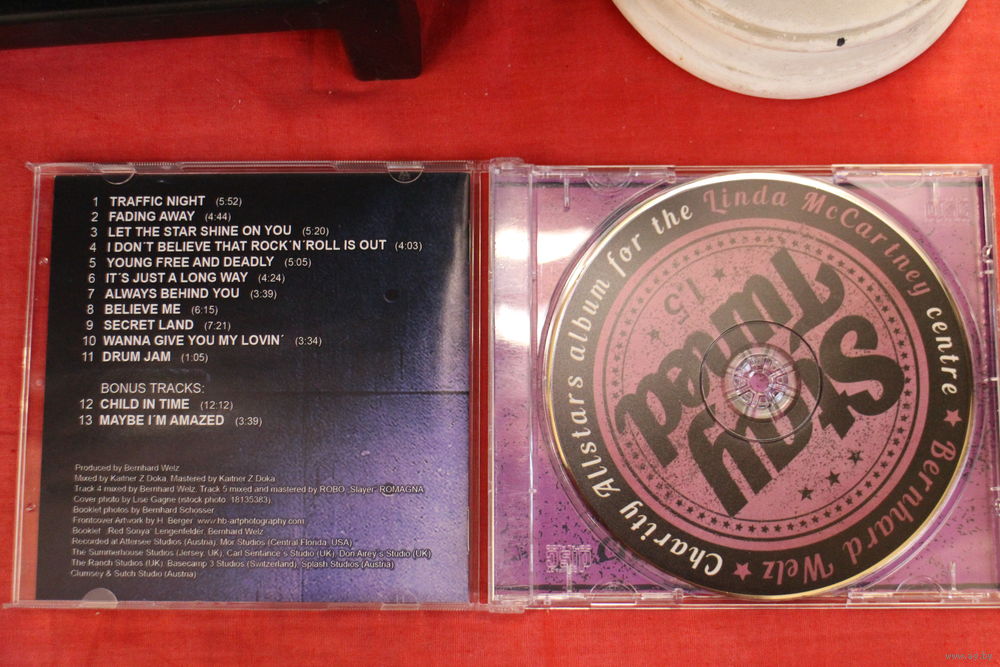 1 TRAFFIC NIGHT (5:52)
2 FADING AWAY (4:44)
3 LET THE STAR SHINE ON YOU (5:20)
4 I DON´T BELIEVE THAT ROCK´N´ROLL IS OUT (4:03)
5 YOUNG FREE AND DEADLY (5:05)
6 IT´S JUST A LONG WAY (4:24)
7 ALWAYS BEHIND YOU (3:39)
8 BELIEVE ME (6:15)
9 SECRET LAND (7:21)
10 WANNA GIVE YOU MY LOVIN´ (3:34)
11 DRUM JAM (1:05)
BONUS TRACKS:
12 CHILD IN TIME (12:12)
13 MAYBE I´M AMAZED (3:39)
Produced by Bernhard Welz
Mixed by Kartner Z Doka, Mastered by Kartner Z Doka
Track 4 mixed by Bernhard Welz, Track 5 mixed and mastered by ROBO „Slayer“ ROMAGNA
Cover photo by Lise Gagne (istock photo 18135383)
Booklet photos by Bernhard Schosser
Frontcover Artwork by H. Berger www.hb-artphotography.com
Booklet „Red Sonya“ Lengenfelder, Bernhard Welz
Recorded at Attersee Studios (Austria), Mor Studios (Central Florida, USA)
The Summerhouse Studios (Jersey, UK), Carl Sentance´s Studio (UK), Don Airey´s Studio (UK)
The Ranch Studios (UK), Basecamp 3 Studios (Switzerland), Splash Studios (Austria)
Clumsey & Sutch Studio (Austria)
Charity Allstars album for the Linda McCartney centre ★ Bernhard Welz ★
Stay
Tuned
1.5
www.ay.by